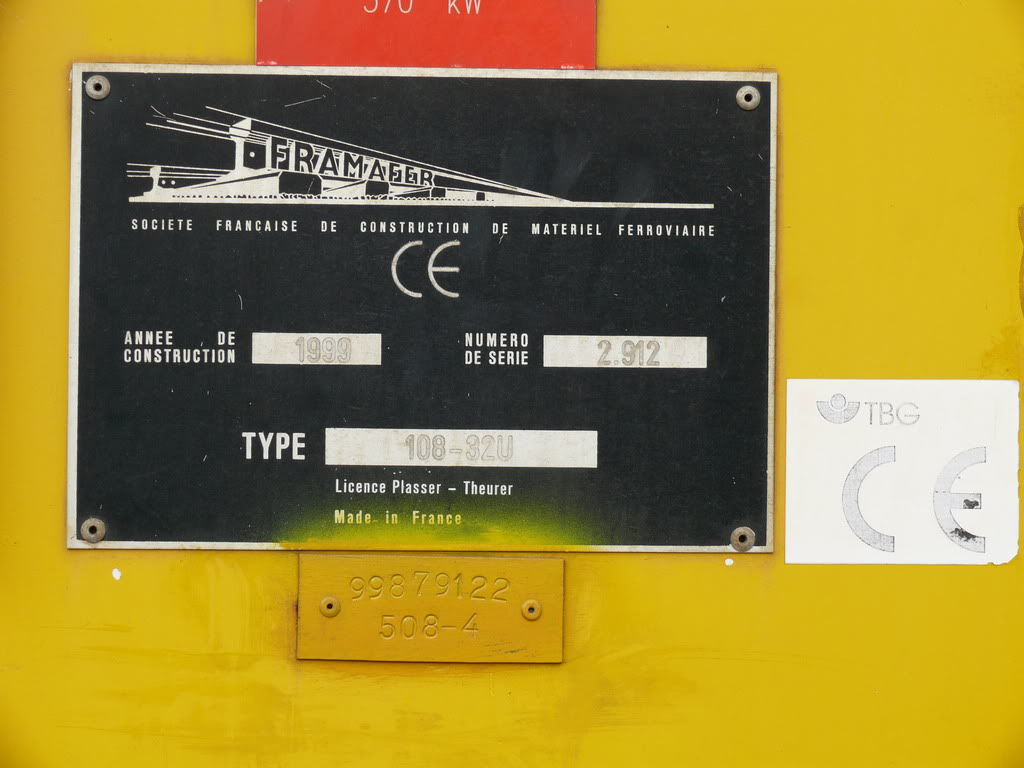 370 kW
FRAMAFER
SOCIETE FRANCAISE DE CONSTRUCTION DE MATERIEL FERROVIAIRE
CE
ANNEE DE CONSTRUCTION 1999
NUMERO DE SERIE 2.912
TYPE 108-32U
Licence Plasser - Theurer
Made in France
TBG
CE
99879122
508-4